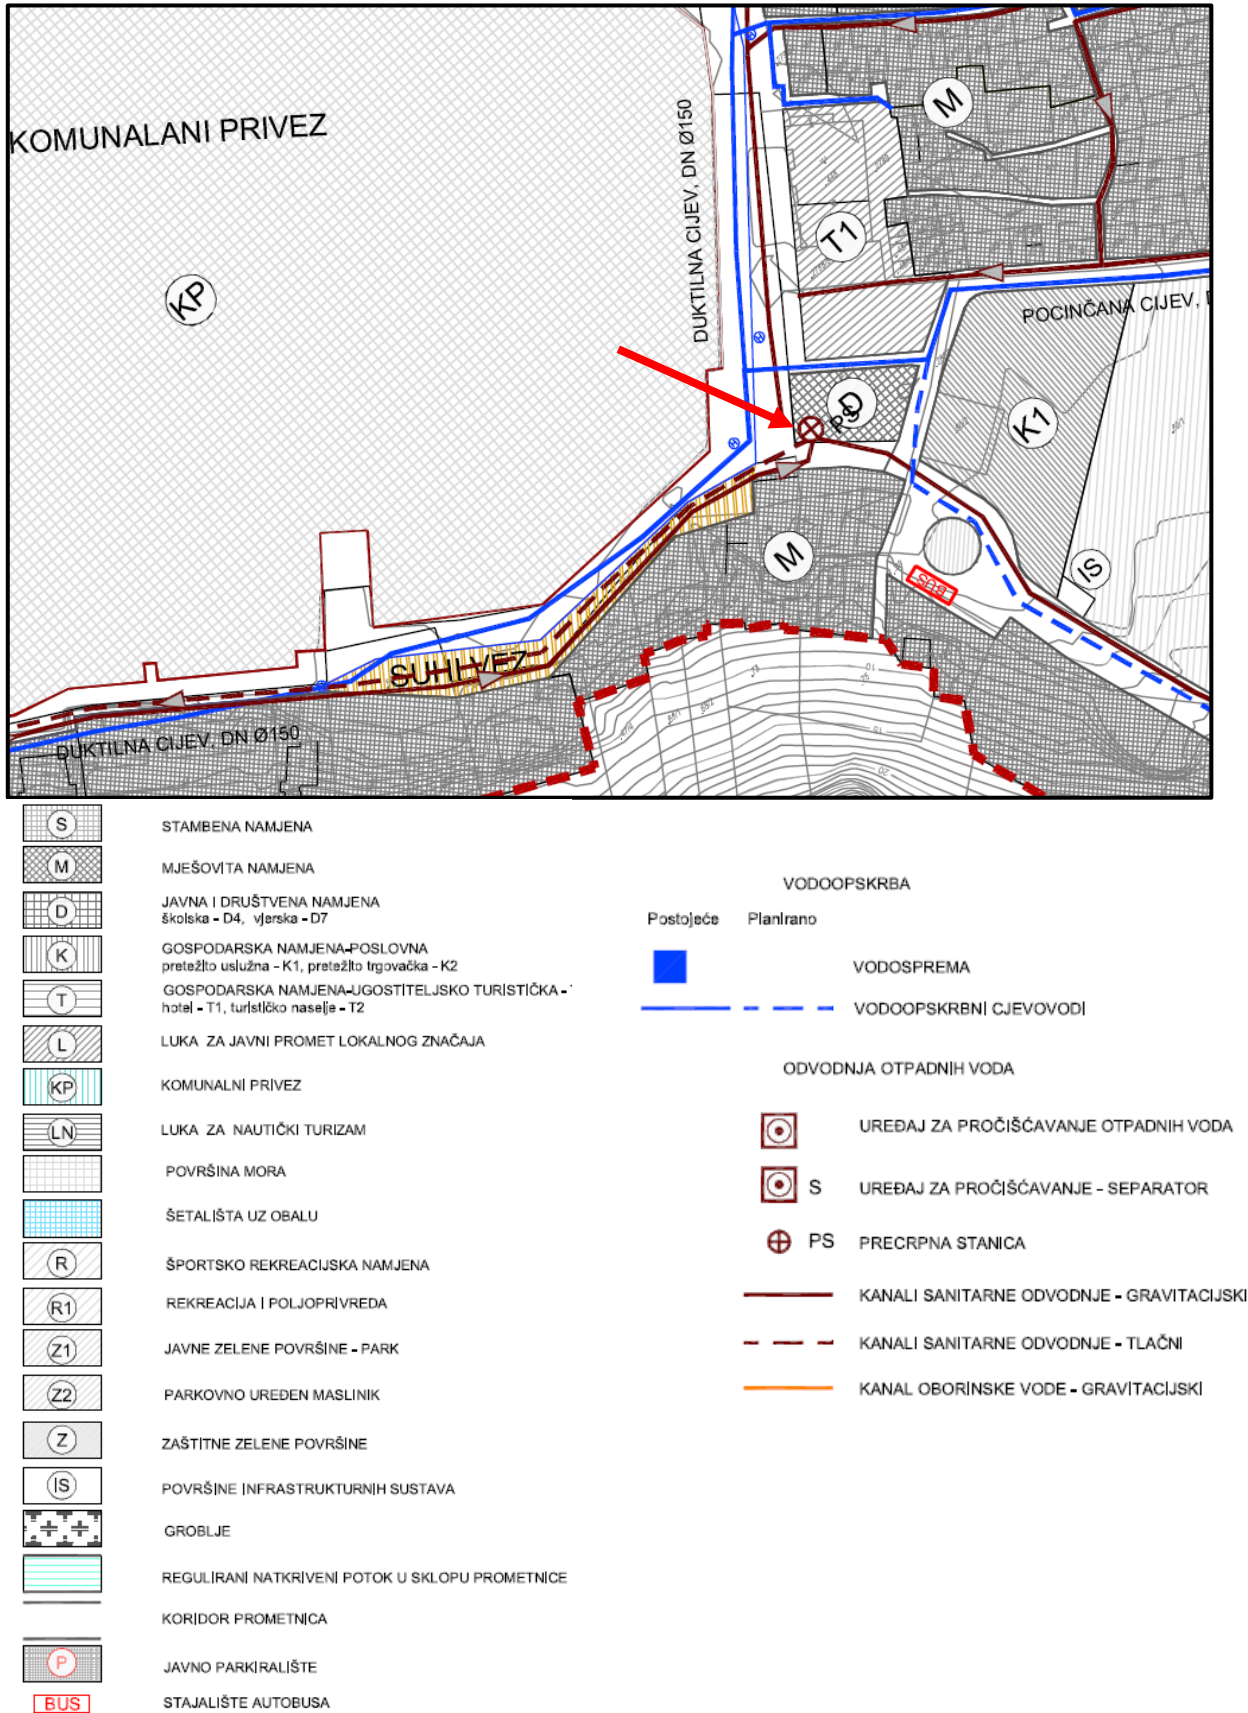 KOMUNALANI PRIVEZ
KP
DUKTILNA CIJEV, DN Ø150
M
T1
POCINČANA CIJEV,
D
PS
K1
M
IS
BUS
SUHI VEZ
DUKTILNA CIJEV, DN Ø150
S STAMBENA NAMJENA
M MJEŠOVITA NAMJENA
D JAVNA I DRUŠTVENA NAMJENA
školska - D4, vjerska - D7
K GOSPODARSKA NAMJENA-POSLOVNA
pretežito uslužna - K1, pretežito trgovačka - K2
T GOSPODARSKA NAMJENA-UGOSTITELJSKO TURISTIČKA -
hotel - T1, turističko naselje - T2
L LUKA ZA JAVNI PROMET LOKALNOG ZNAČAJA
KP KOMUNALNI PRIVEZ
LN LUKA ZA NAUTIČKI TURIZAM
POVRŠINA MORA
ŠETALIŠTA UZ OBALU
R ŠPORTSKO REKREACIJSKA NAMJENA
R1 REKREACIJA I POLJOPRIVREDA
Z1 JAVNE ZELENE POVRŠINE - PARK
Z2 PARKOVNO UREĐEN MASLINIK
Z ZAŠTITNE ZELENE POVRŠINE
IS POVRŠINE INFRASTRUKTURNIH SUSTAVA
GROBLJE
REGULIRANI NATKRIVENI POTOK U SKLOPU PROMETNICE
KORIDOR PROMETNICA
P JAVNO PARKIRALIŠTE
BUS STAJALIŠTE AUTOBUSA
VODOOPSKRBA
Postojeće Planirano
VODOSPREMA
VODOOPSKRBNI CJEVOVODI
ODVODNJA OTPADNIH VODA
UREĐAJ ZA PROČIŠĆAVANJE OTPADNIH VODA
S UREĐAJ ZA PROČIŠĆAVANJE - SEPARATOR
PS PRECRPNA STANICA
KANALI SANITARNE ODVODNJE - GRAVITACIJSKI
KANALI SANITARNE ODVODNJE - TLAČNI
KANAL OBORINSKE VODE - GRAVITACIJSKI